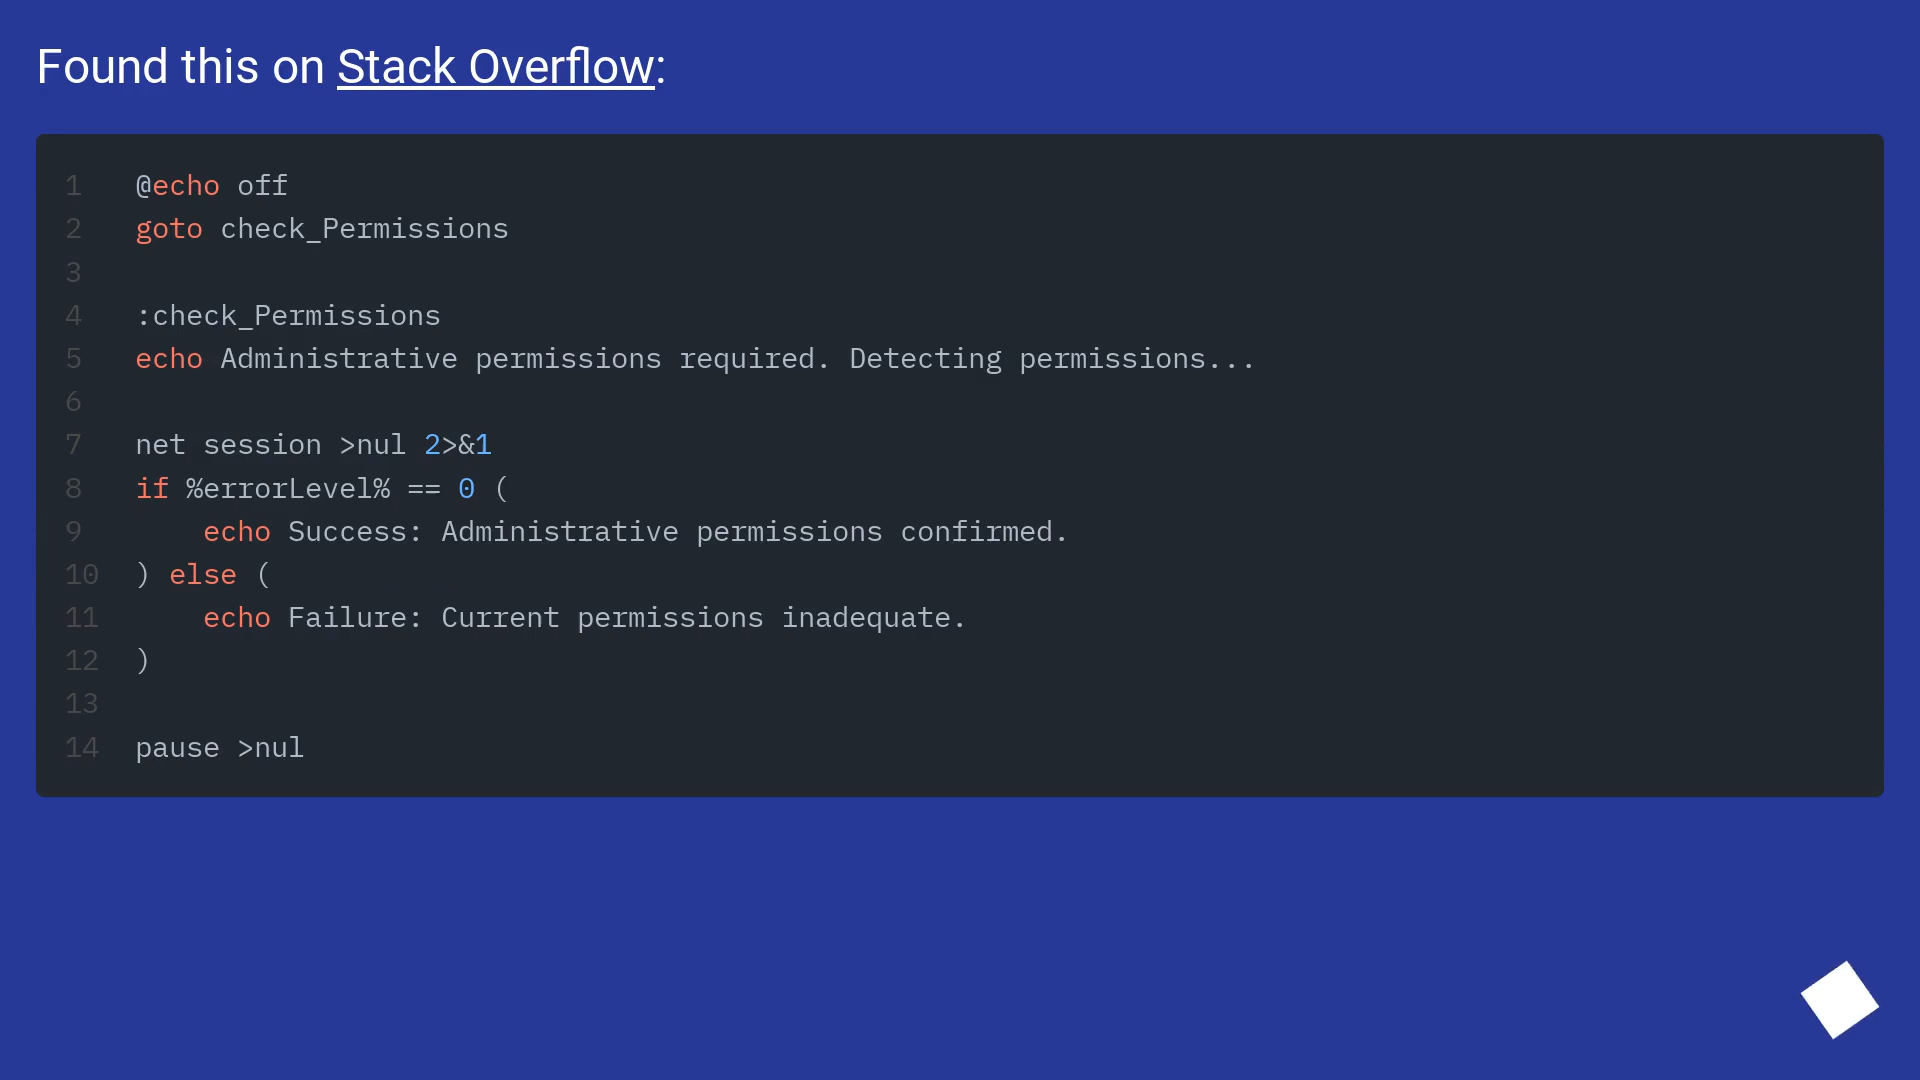 Found this on Stack Overflow:
1 @echo off
2 goto check_Permissions
3
4 :check_Permissions
5 echo Administrative permissions required. Detecting permissions...
6
7 net session >nul 2>&1
8 if %errorLevel% == 0 (
9     echo Success: Administrative permissions confirmed.
10 ) else (
11     echo Failure: Current permissions inadequate.
12 )
13
14 pause >nul